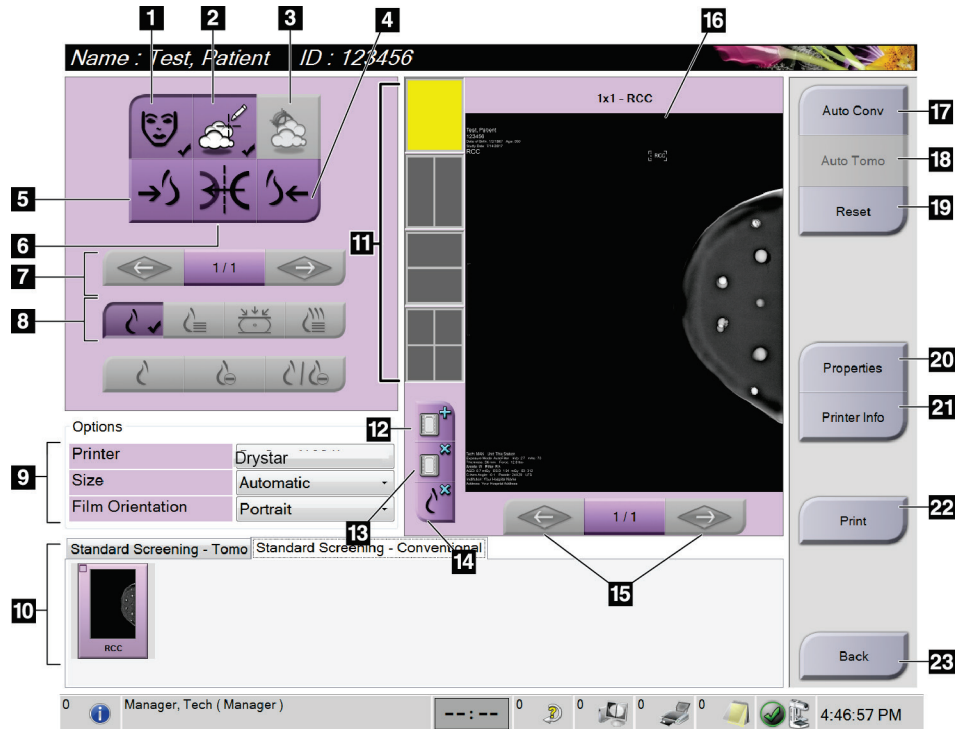 1
2
3
4
16
Name : Test, Patient ID : 123456
5
6
7
8
1 / 1
11
1x1 - RCC
Test, Patient
123456
RCC
RCC
Auto Conv
17
Auto Tomo
18
Reset
19
Properties
20
Printer Info
21
Options
Printer
Drystar
Size
Automatic
Film Orientation
Portrait
9
12
13
14
1 / 1
15
Print
22
10
Standard Screening - Tomo
Standard Screening - Conventional
RCC
Back
23
0
Manager, Tech ( Manager )
--:--
0
0
0
0
4:46:57 PM